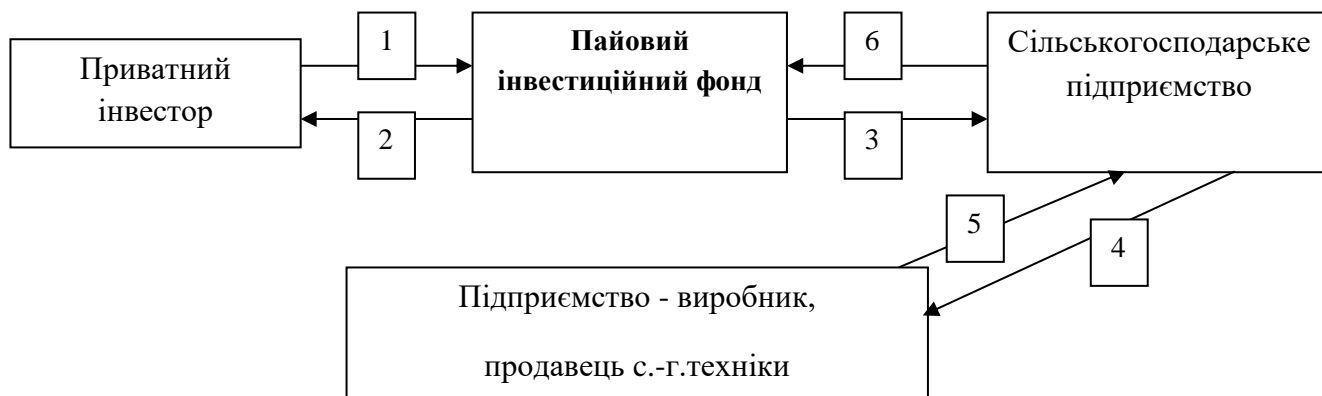 Приватний
інвестор
1
2
Пайовий
інвестиційний фонд
6
3
Сільськогосподарське
підприємство
5
4
Підприємство - виробник,
продавець с.-г.техніки